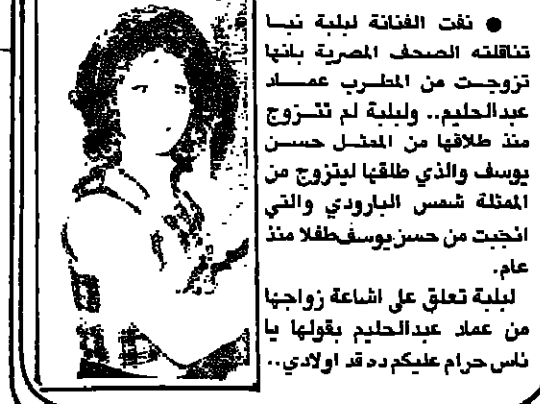 ● نفت الفنانة لبلبة نبا
تناقلته الصحف المصرية بانها
تزوجت من المطرب عماد
عبدالحليم.. ولبلبة لم تتزوج
منذ طلاقها من الممثل حسن
يوسف والذي طلقها ليتزوج من
الممثلة شمس البارودي والتي
انجبت من حسن يوسف طفلا منذ
عام.
لبلبة تعلق على اشاعة زواجها
من عماد عبدالحليم بقولها يا
ناس حرام عليكم ده قد اولادي..